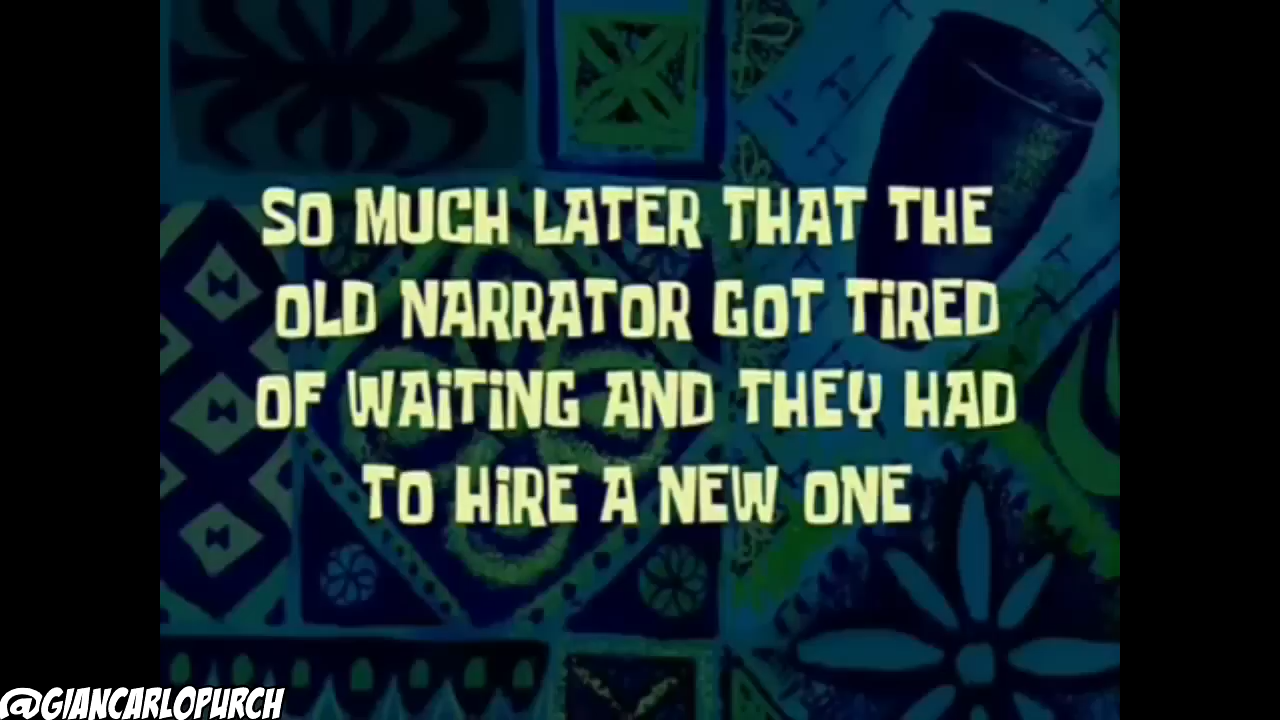 SO MUCH LATER THAT THE
OLD NARRATOR GOT TiRED
OF WAiTiNG AND THEY HAD
TO HiRE A NEW ONE
@GIANCARLOPURCH